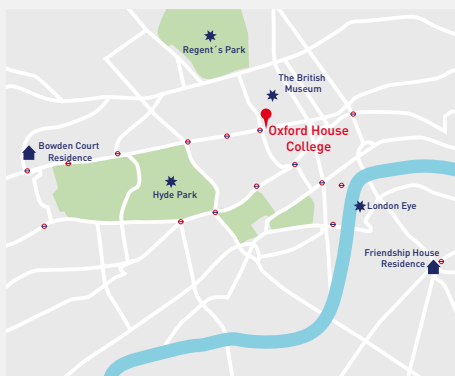 Regent´s Park
The British
Museum
Oxford House
College
Bowden Court
Residence
Hyde Park
London Eye
Friendship House
Residence